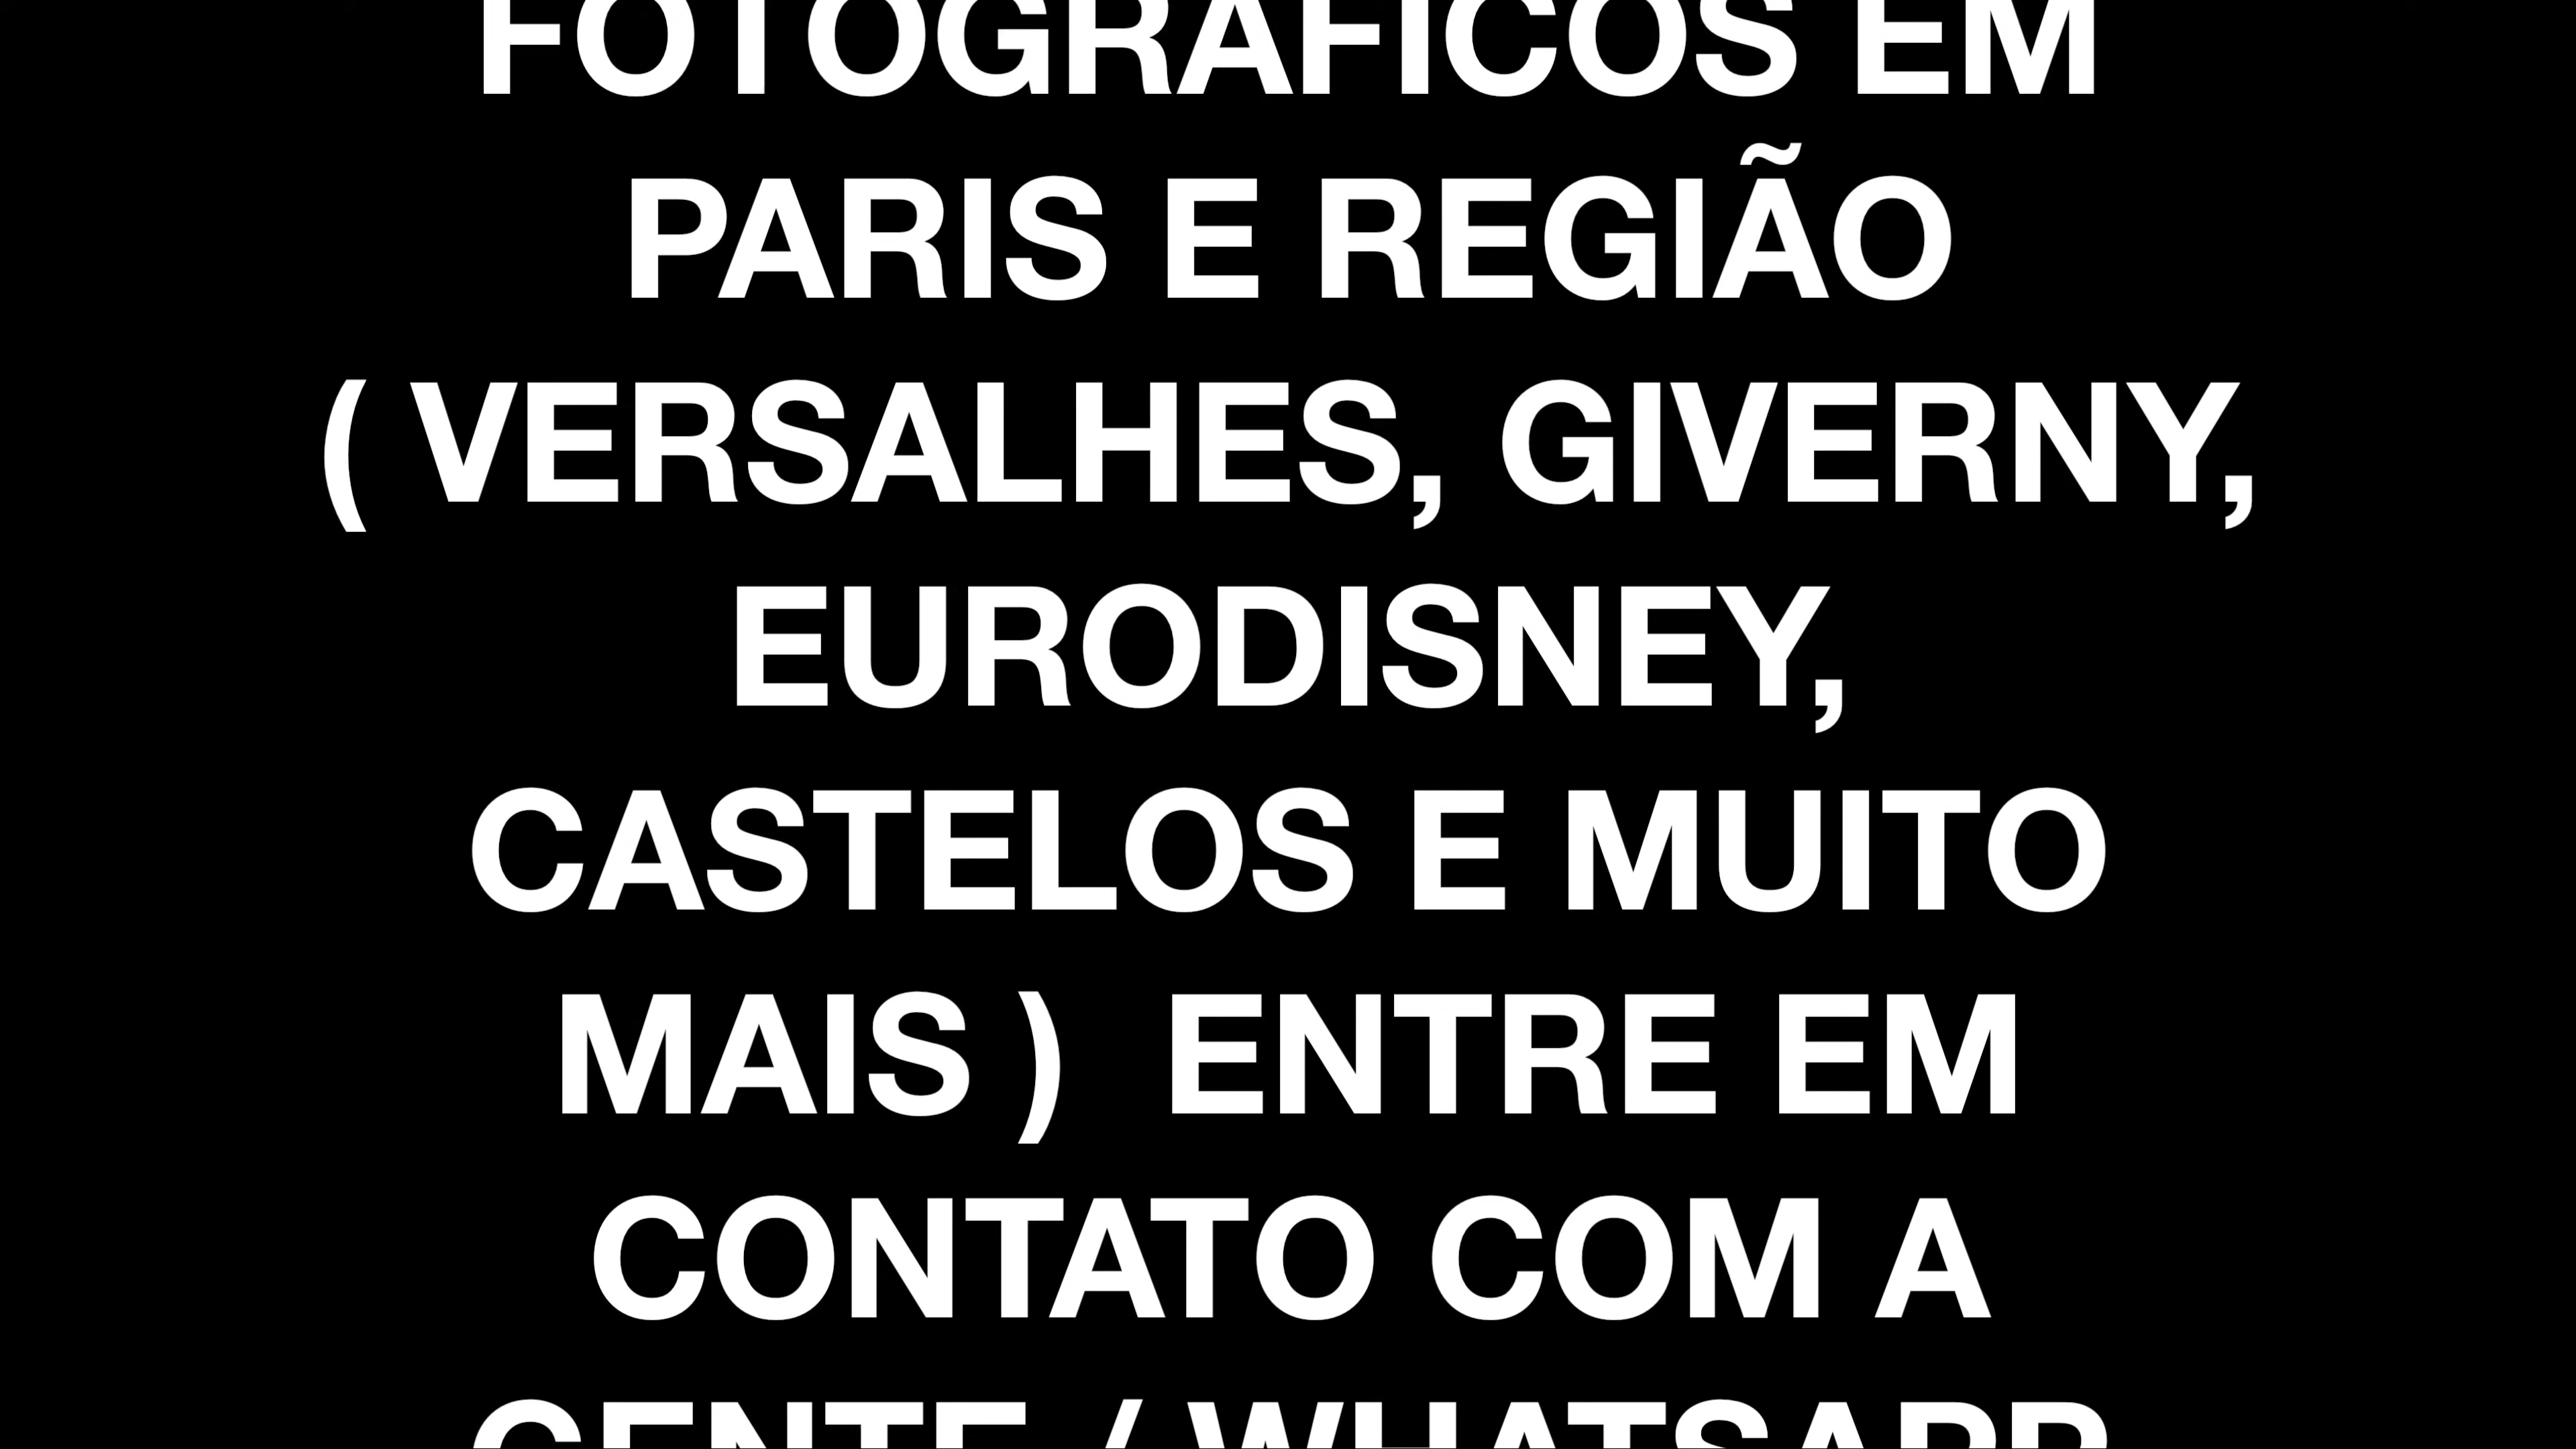 FOTOGRÁFICOS EM
PARIS E REGIÃO
( VERSALHES, GIVERNY,
EURODISNEY,
CASTELOS E MUITO
MAIS ) ENTRE EM
CONTATO COM A
GENTE / WHATSAPP